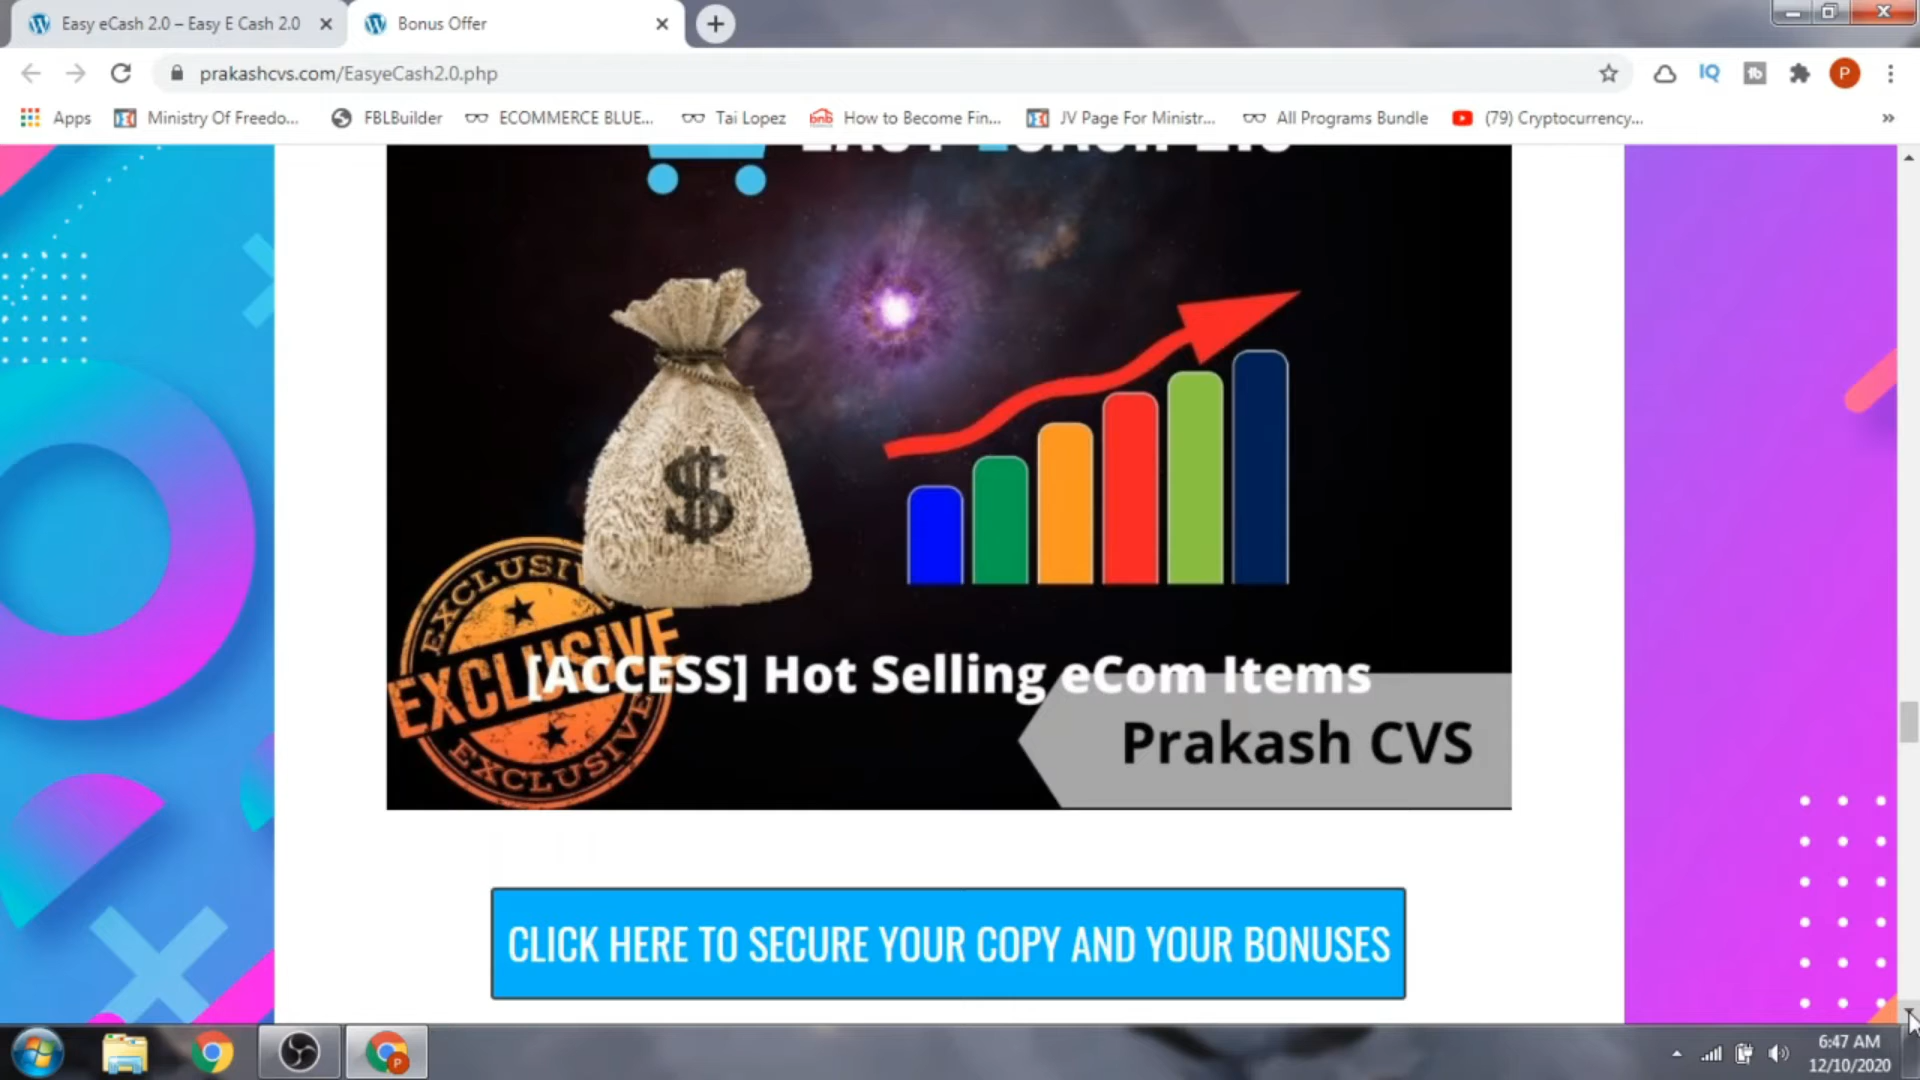 Easy eCash 2.0 – Easy E Cash 2.0
Bonus Offer
prakashcvs.com/EasyeCash2.0.php
P
Apps
Ministry Of Freedo...
FBLBuilder
ECOMMERCE BLUE...
Tai Lopez
bnb
How to Become Fin...
JV Page For Ministr...
All Programs Bundle
(79) Cryptocurrency...
»
$
EXCLUSIVE
[ACCESS] Hot Selling eCom Items
EXCLUSIVE
Prakash CVS
CLICK HERE TO SECURE YOUR COPY AND YOUR BONUSES
P
6:47 AM
12/10/2020